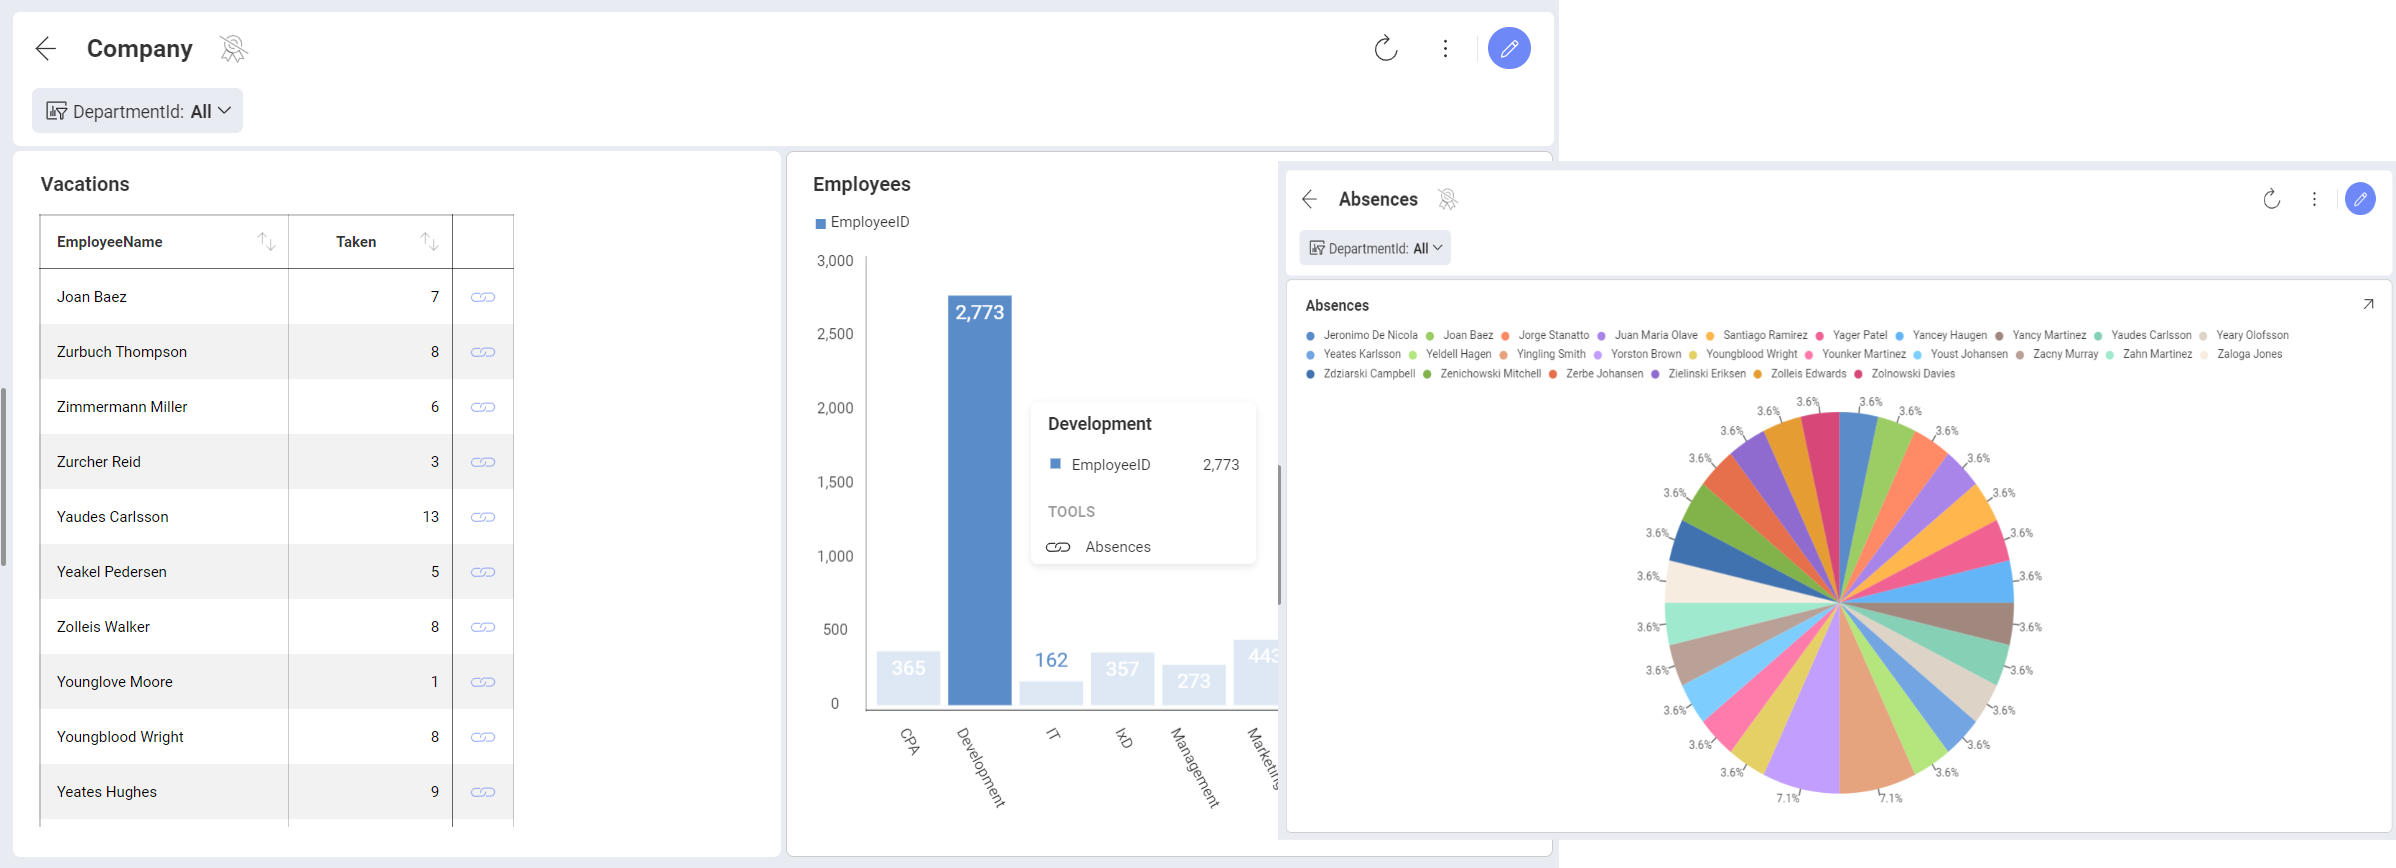 Company
DepartmentId: All
Vacations
EmployeeName Taken
Joan Baez 7
Zurbuch Thompson 8
Zimmermann Miller 6
Zurcher Reid 3
Yaudes Carlsson 13
Yeakel Pedersen 5
Zolleis Walker 8
Younglove Moore 1
Youngblood Wright 8
Yeates Hughes 9
Employees
EmployeeID
3,000
2,500
2,000
1,500
1,000
500
0
365
2,773
162
357
273
443
CPA
Development
IT
IxD
Management
Marketing
Development
EmployeeID 2,773
TOOLS
Absences
Absences
DepartmentId: All
Absences
Jeronimo De Nicola Joan Baez Jorge Stanatto Juan Maria Olave Santiago Ramirez Yager Patel Yancey Haugen Yancy Martinez Yaudes Carlsson Yeary Olofsson
Yeates Karlsson Yeldell Hagen Yingling Smith Yorston Brown Youngblood Wright Younker Martinez Youst Johansen Zacny Murray Zahn Martinez Zaloga Jones
Zdziarski Campbell Zenichowski Mitchell Zerbe Johansen Zielinski Eriksen Zolleis Edwards Zolnowski Davies
3.6% 3.6%
3.6% 3.6%
3.6% 3.6%
3.6% 3.6%
3.6% 3.6%
3.6% 3.6%
3.6% 3.6%
3.6% 3.6%
3.6% 3.6%
3.6% 3.6%
3.6% 3.6%
3.6% 3.6%
7.1% 7.1%